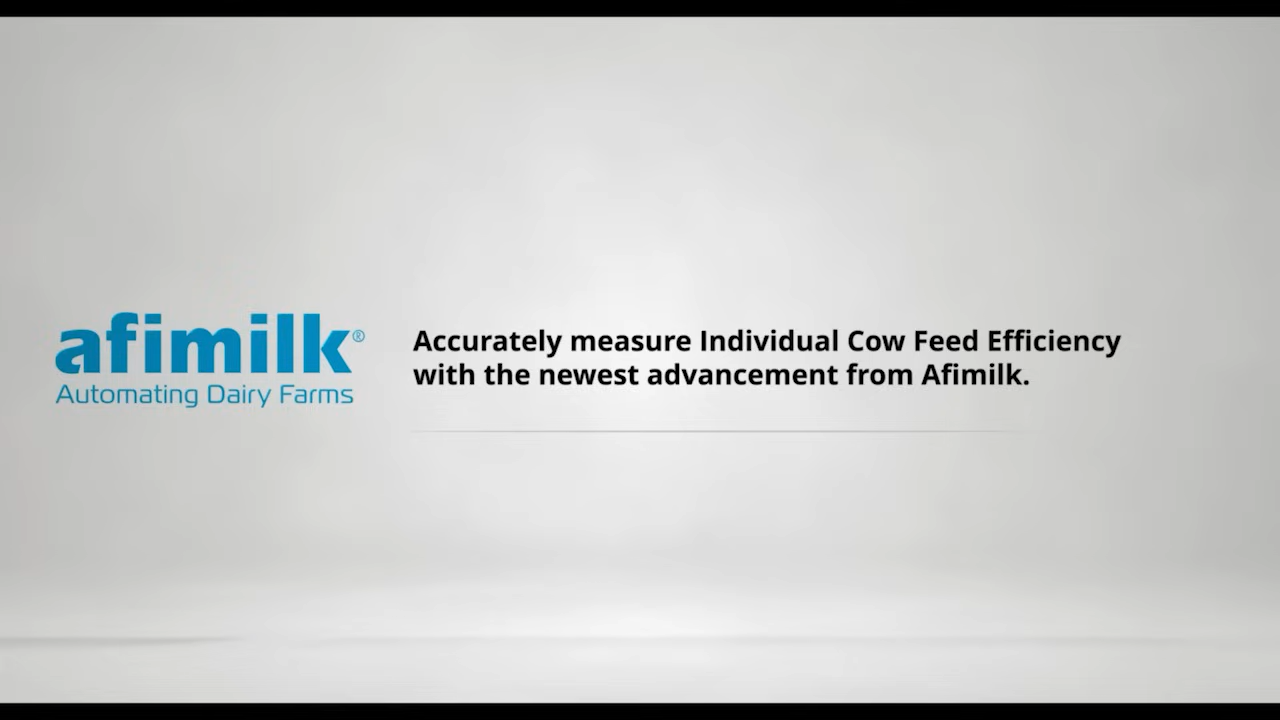 afimilk®
Automating Dairy Farms
Accurately measure Individual Cow Feed Efficiency
with the newest advancement from Afimilk.